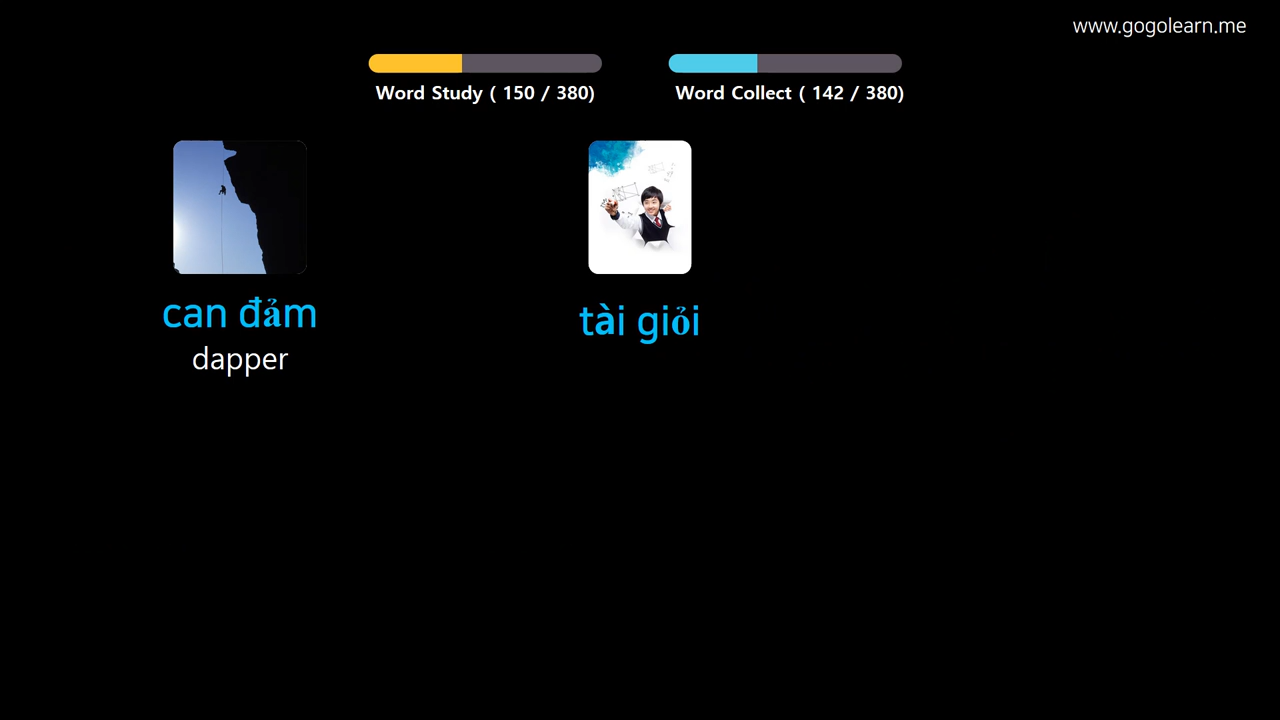 www.gogolearn.me
Word Study ( 150 / 380)
Word Collect ( 142 / 380)
can đảm
dapper
tài giỏi